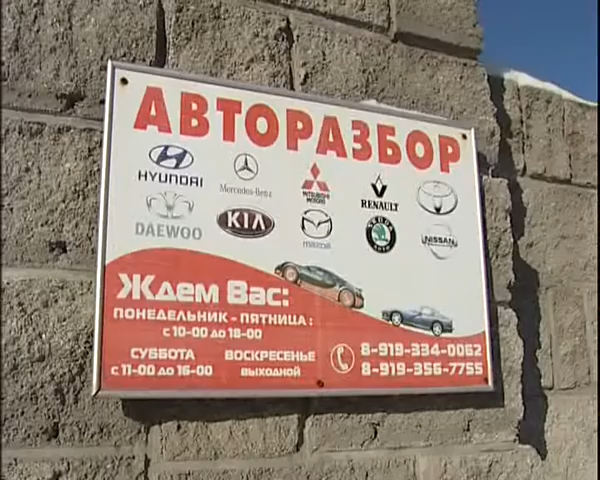 АВТОРАЗБОР
HYUNDAI Mercedes-Benz MITSUBISHI MOTORS RENAULT
DAEWOO KIA mazda SKODA AUTO NISSAN
Ждем Вас:
ПОНЕДЕЛЬНИК - ПЯТНИЦА:
с 10-00 до 18-00
СУББОТА ВОСКРЕСЕНЬЕ 8-919-334-0062
с 11-00 до 16-00 ВЫХОДНОЙ 8-919-356-7755